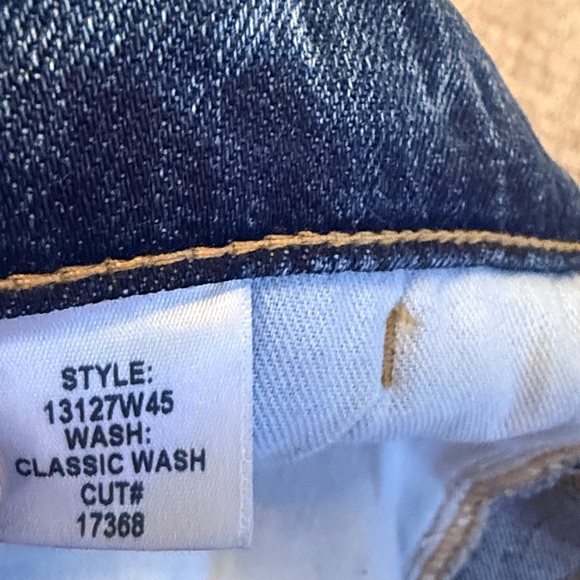 STYLE:
13127W45
WASH:
CLASSIC WASH
CUT#
17368